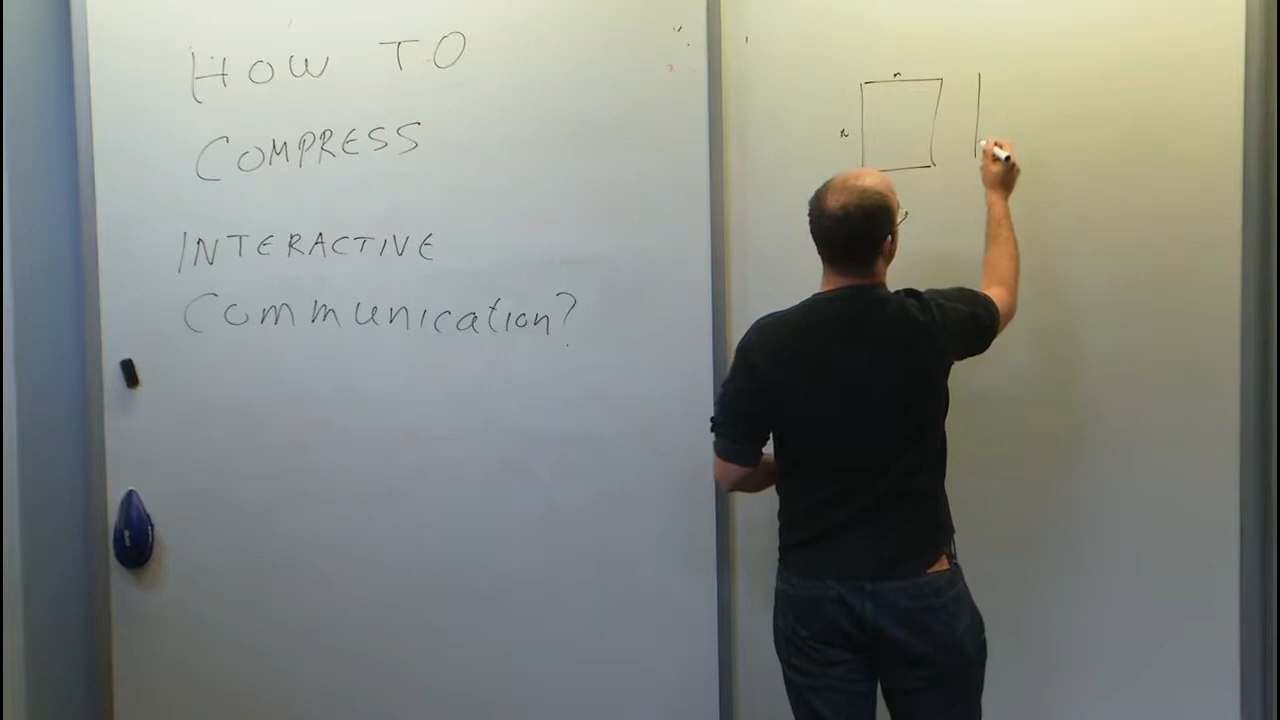 HOW TO
COMPRESS
INTERACTIVE
Communication?
n
n